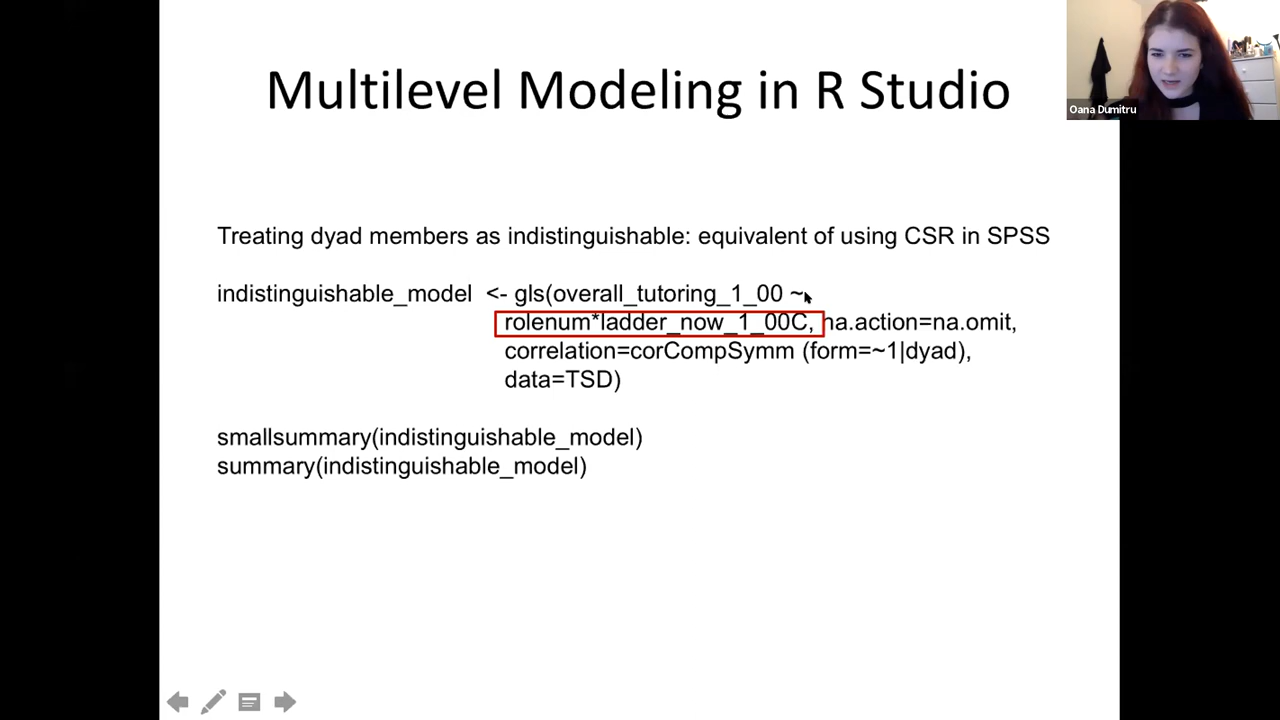 Multilevel Modeling in R Studio
Oana Dumitru
Treating dyad members as indistinguishable: equivalent of using CSR in SPSS
indistinguishable_model <- gls(overall_tutoring_1_00 ~
rolenum*ladder_now_1_00C, na.action=na.omit,
correlation=corCompSymm (form=~1|dyad),
data=TSD)
smallsummary(indistinguishable_model)
summary(indistinguishable_model)